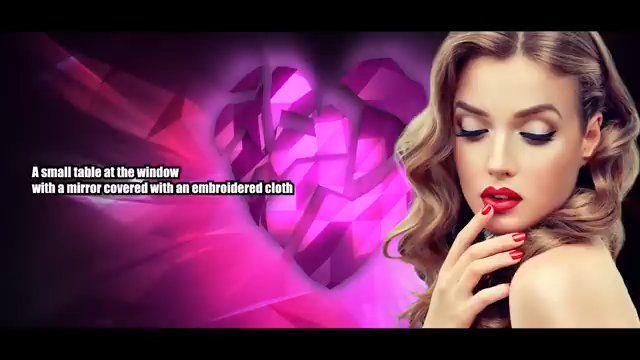 A small table at the window
with a mirror covered with an embroidered cloth